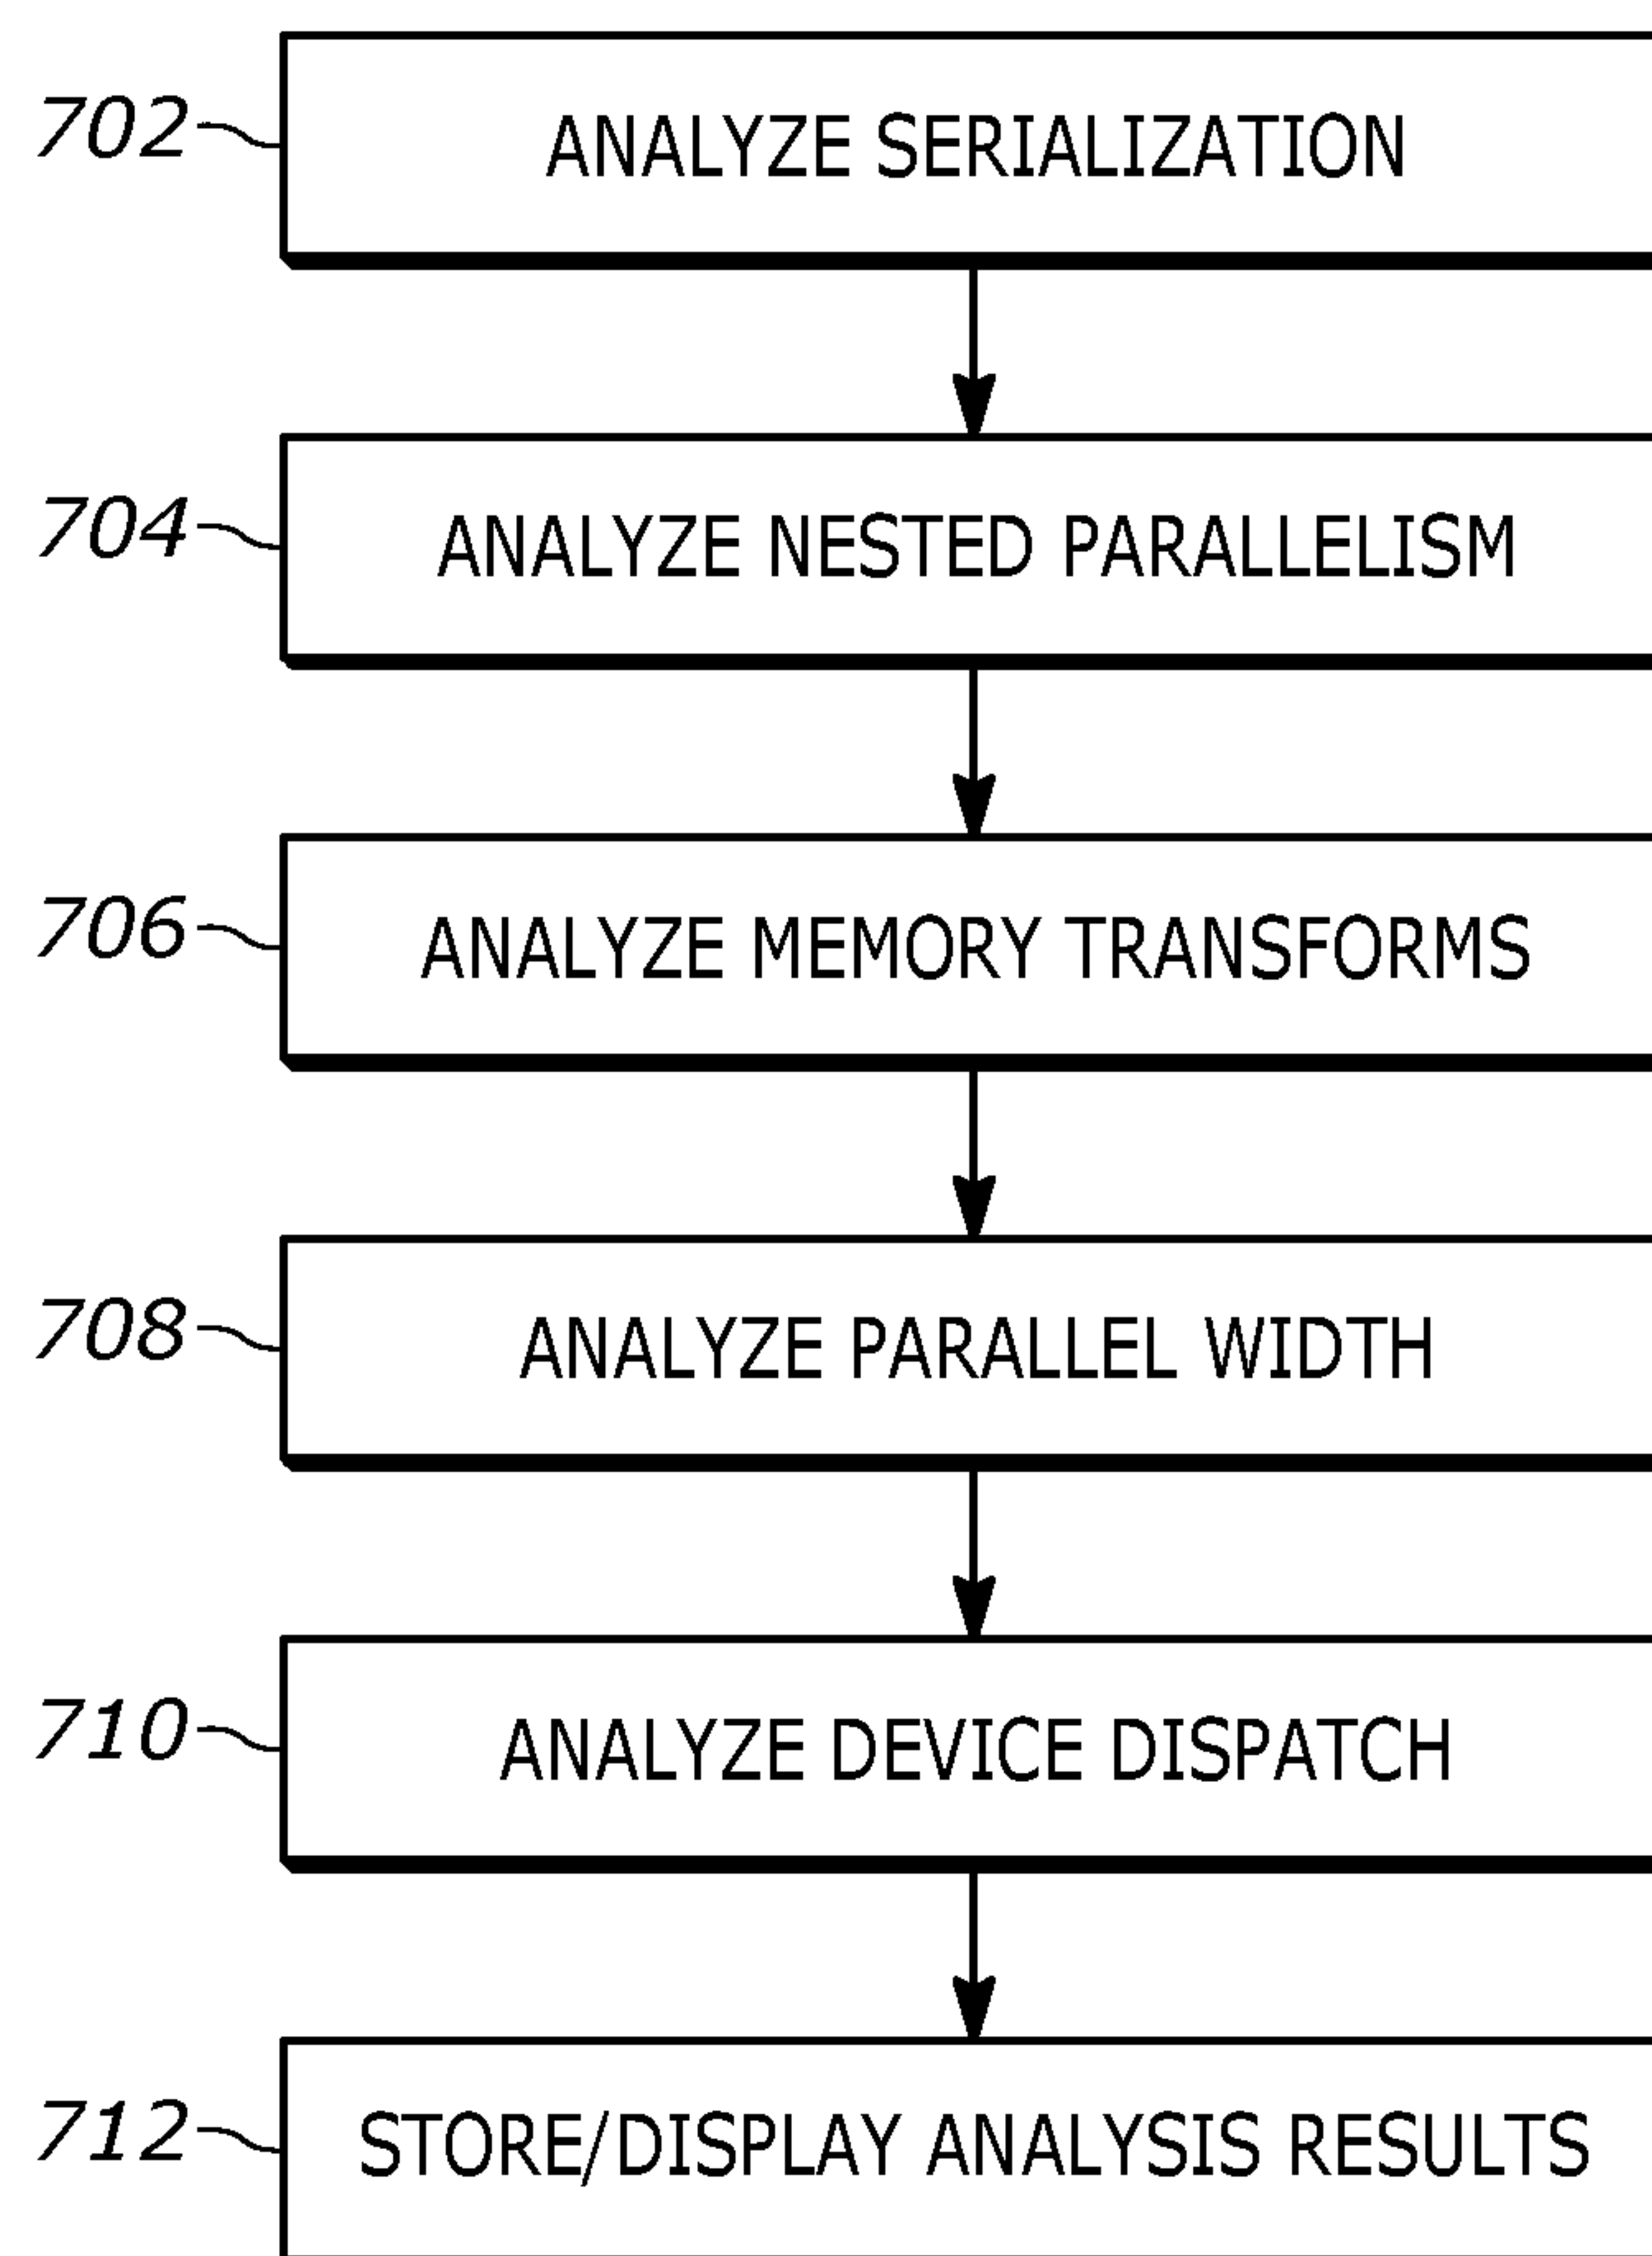 702 ANALYZE SERIALIZATION
704 ANALYZE NESTED PARALLELISM
706 ANALYZE MEMORY TRANSFORMS
708 ANALYZE PARALLEL WIDTH
710 ANALYZE DEVICE DISPATCH
712 STORE/DISPLAY ANALYSIS RESULTS